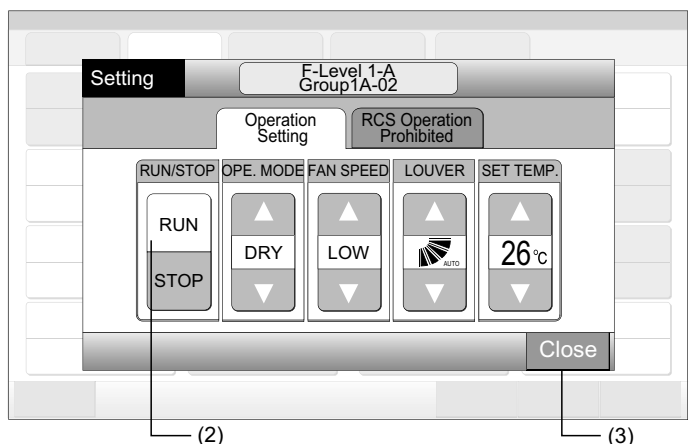 Setting
F-Level 1-A
Group1A-02
Operation
Setting
RCS Operation
Prohibited
RUN/STOP OPE. MODE FAN SPEED LOUVER SET TEMP.
RUN
STOP
DRY
LOW
AUTO
26°C
Close
(2)
(3)